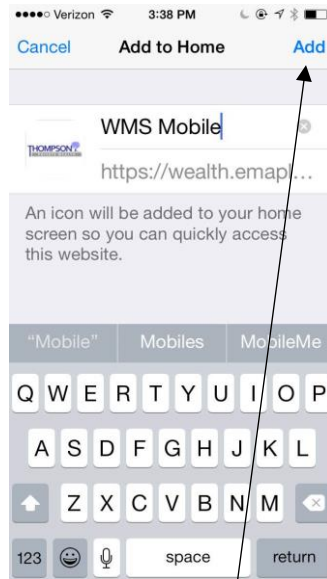 Verizon 3:38 PM
Cancel Add to Home Add
THOMPSON
WMS Mobile
https://wealth.emapl...
An icon will be added to your home
screen so you can quickly access
this website.
"Mobile" Mobiles MobileMe
Q W E R T Y U I O P
A S D F G H J K L
Z X C V B N M
123 space return